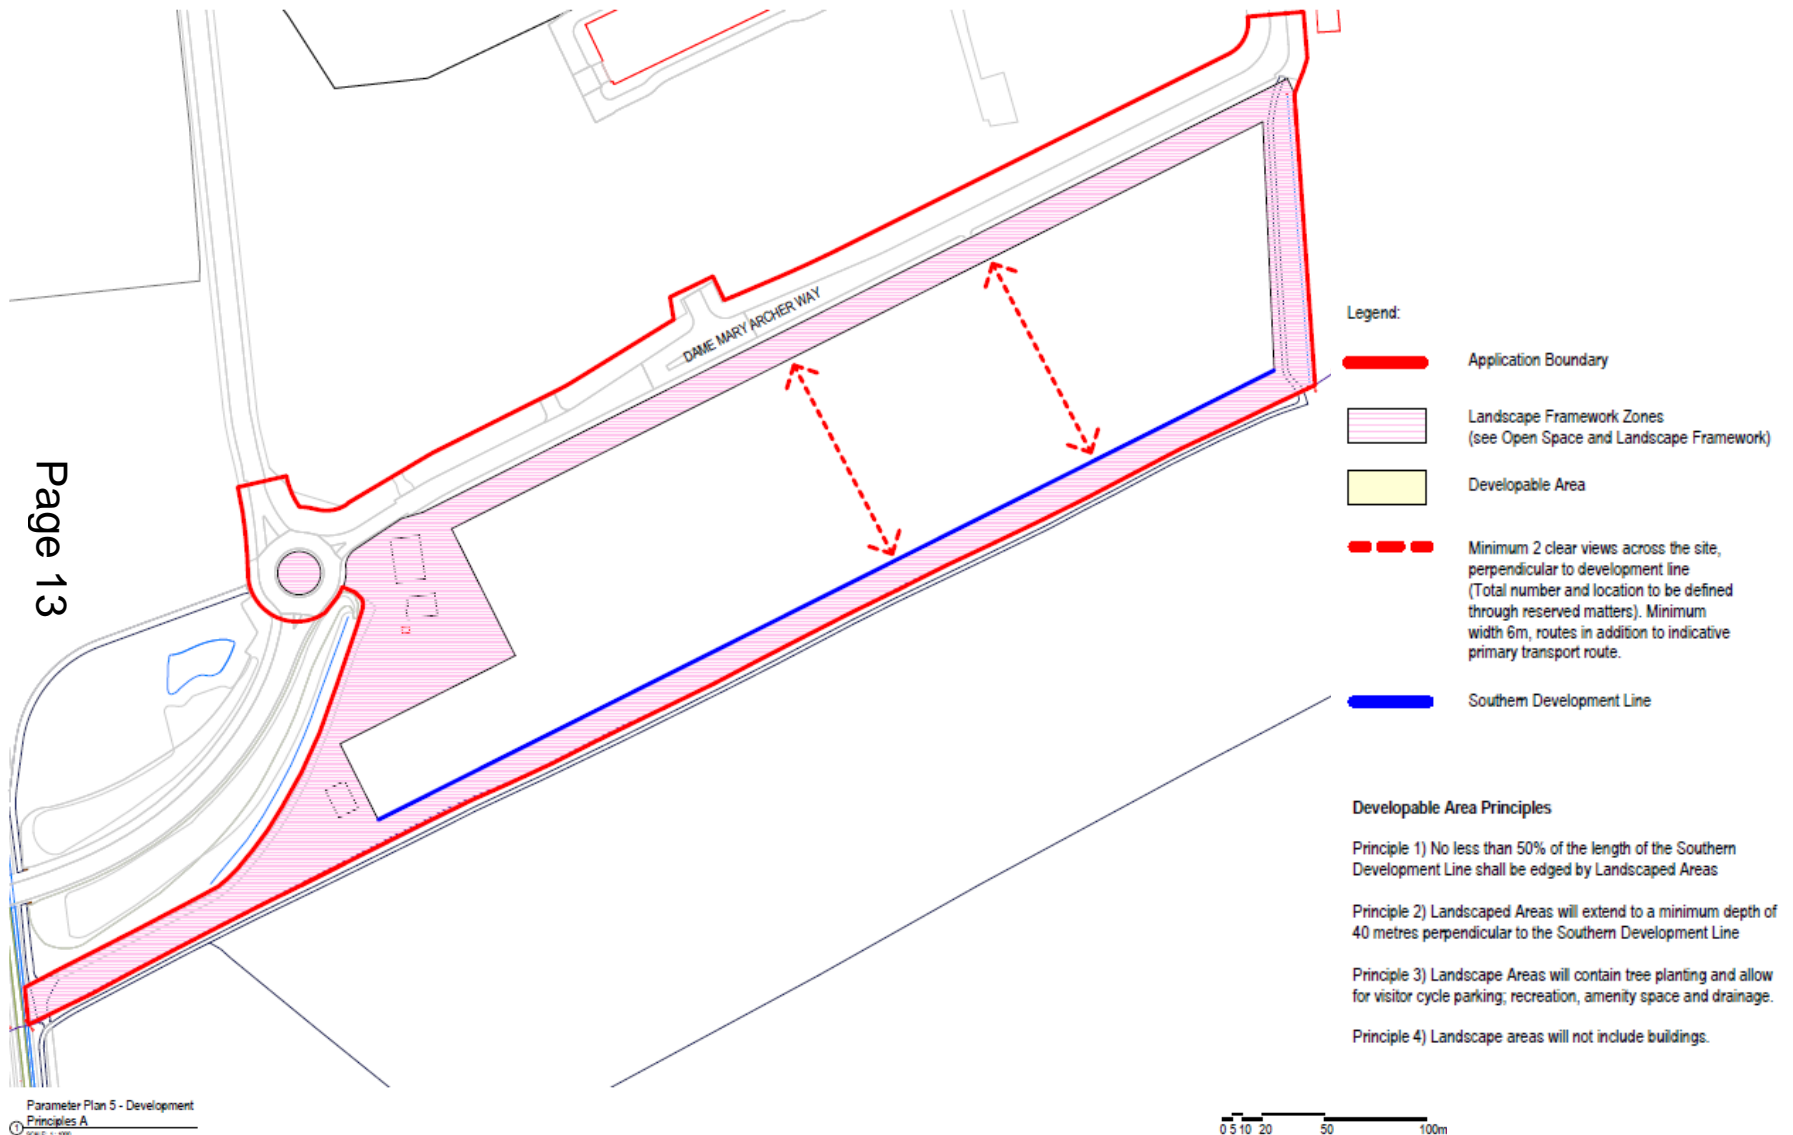 DAME MARY ARCHER WAY
Page 13
Legend:
Application Boundary
Landscape Framework Zones
(see Open Space and Landscape Framework)
Developable Area
Minimum 2 clear views across the site,
perpendicular to development line
(Total number and location to be defined
through reserved matters). Minimum
width 6m, routes in addition to indicative
primary transport route.
Southern Development Line
Developable Area Principles
Principle 1) No less than 50% of the length of the Southern
Development Line shall be edged by Landscaped Areas
Principle 2) Landscaped Areas will extend to a minimum depth of
40 metres perpendicular to the Southern Development Line
Principle 3) Landscape Areas will contain tree planting and allow
for visitor cycle parking; recreation, amenity space and drainage.
Principle 4) Landscape areas will not include buildings.
Parameter Plan 5 - Development
Principles A
1
0 5 10 20 50 100m